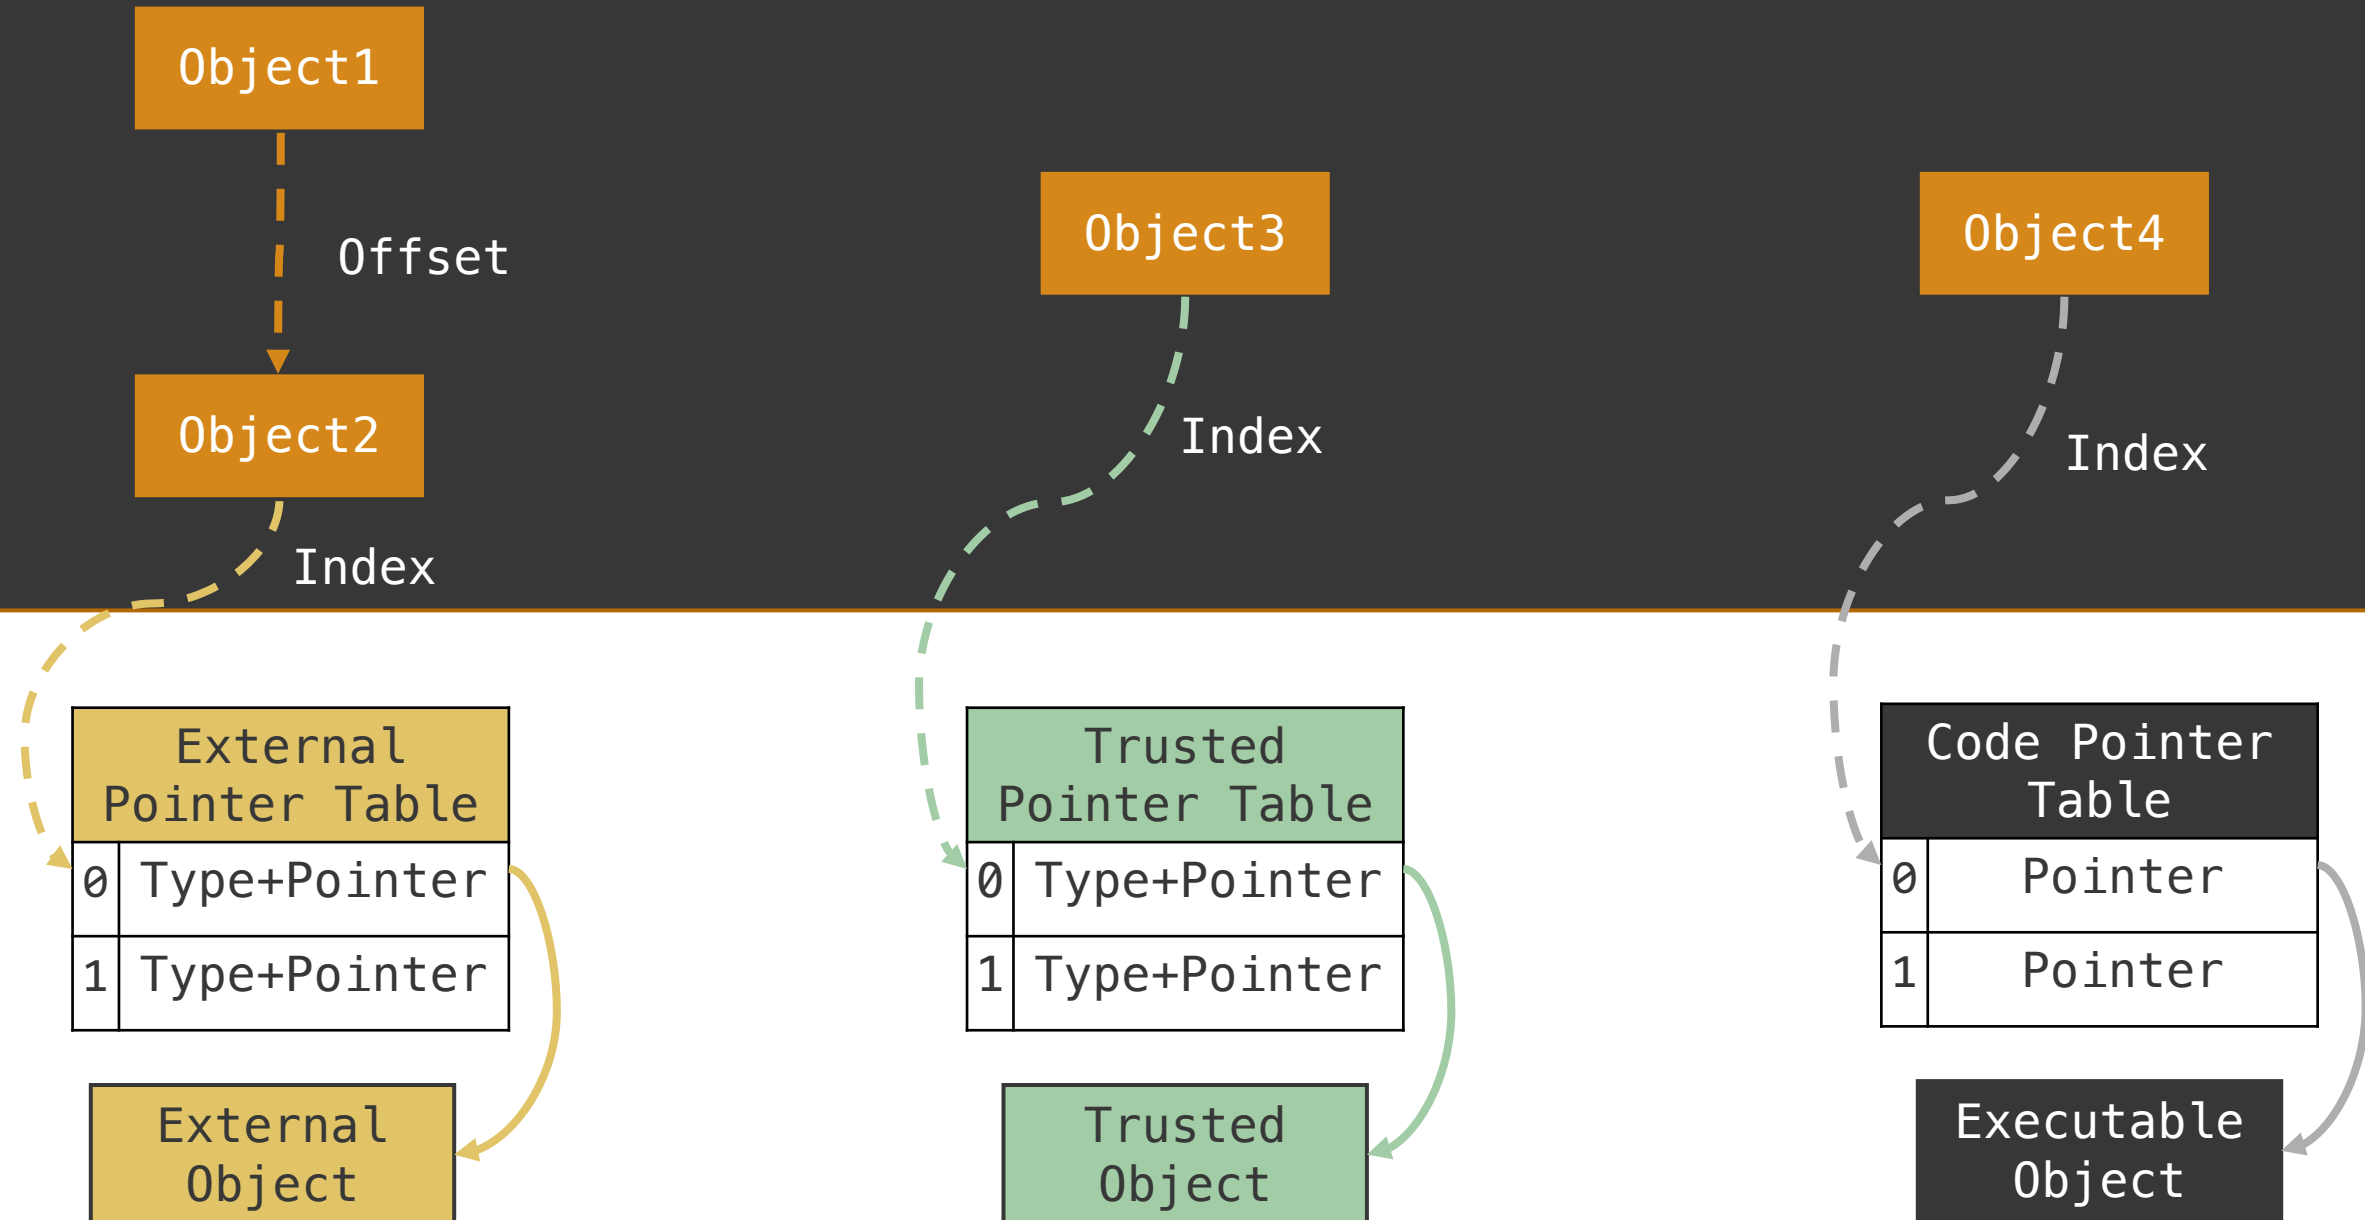 Object1
Offset
Object3
Object4
Object2
Index
Index
Index
External
Pointer Table
0 Type+Pointer
1 Type+Pointer
External
Object
Trusted
Pointer Table
0 Type+Pointer
1 Type+Pointer
Trusted
Object
Code Pointer
Table
0 Pointer
1 Pointer
Executable
Object